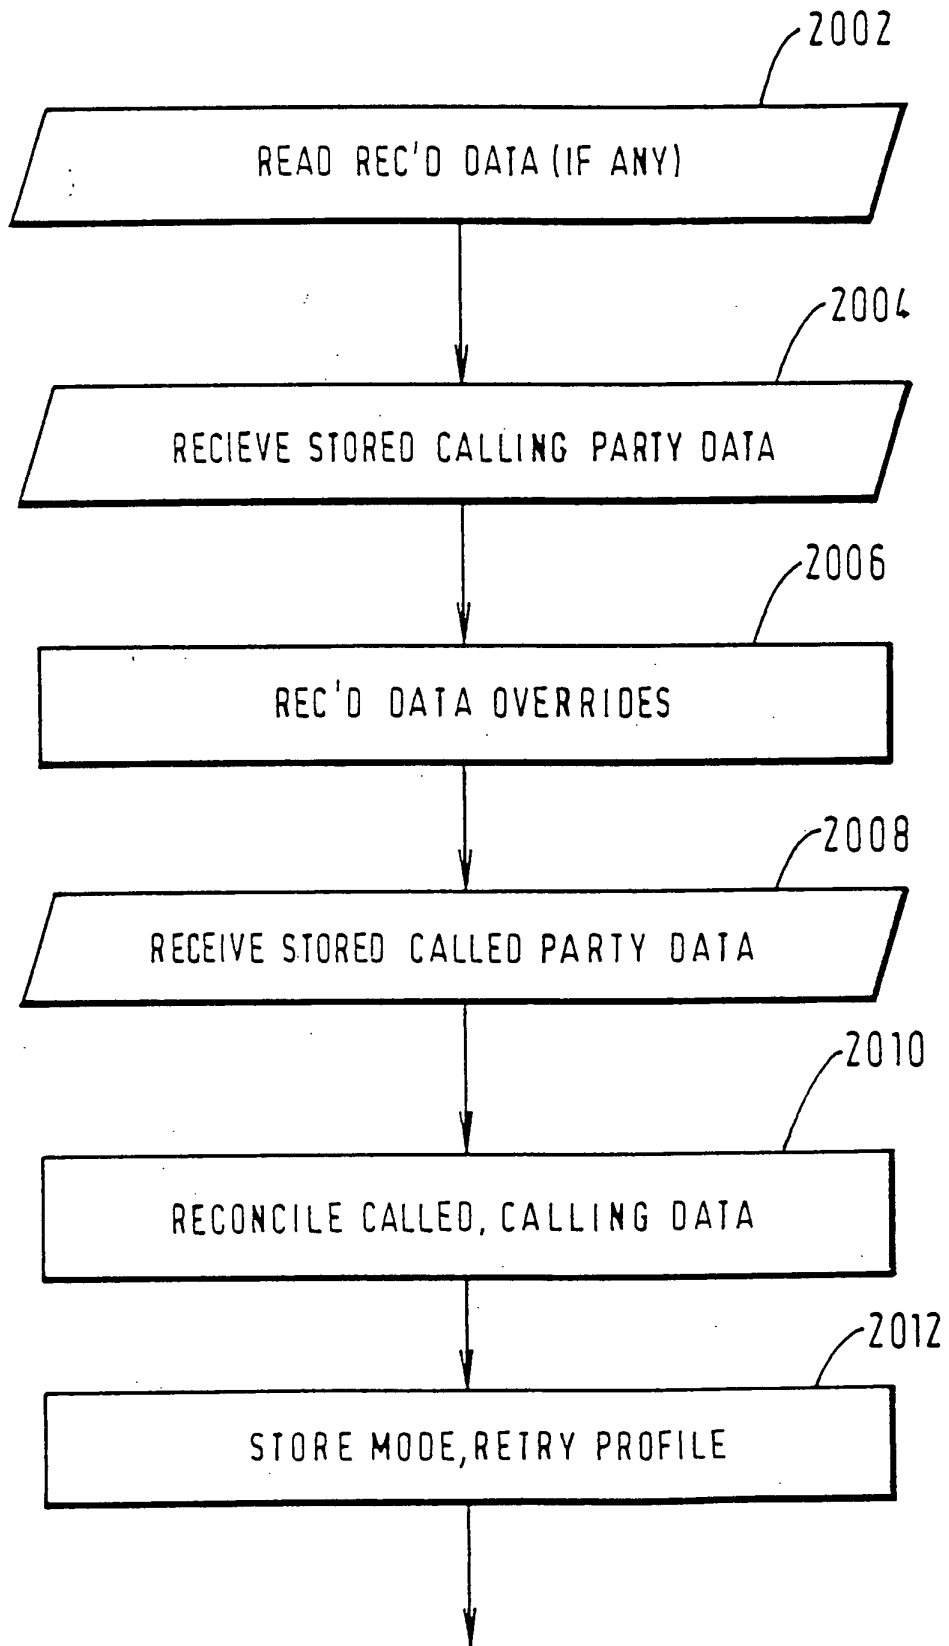 2002
READ REC'D DATA (IF ANY)
2004
RECIEVE STORED CALLING PARTY DATA
2006
REC'D DATA OVERRIDES
2008
RECEIVE STORED CALLED PARTY DATA
2010
RECONCILE CALLED, CALLING DATA
2012
STORE MODE, RETRY PROFILE